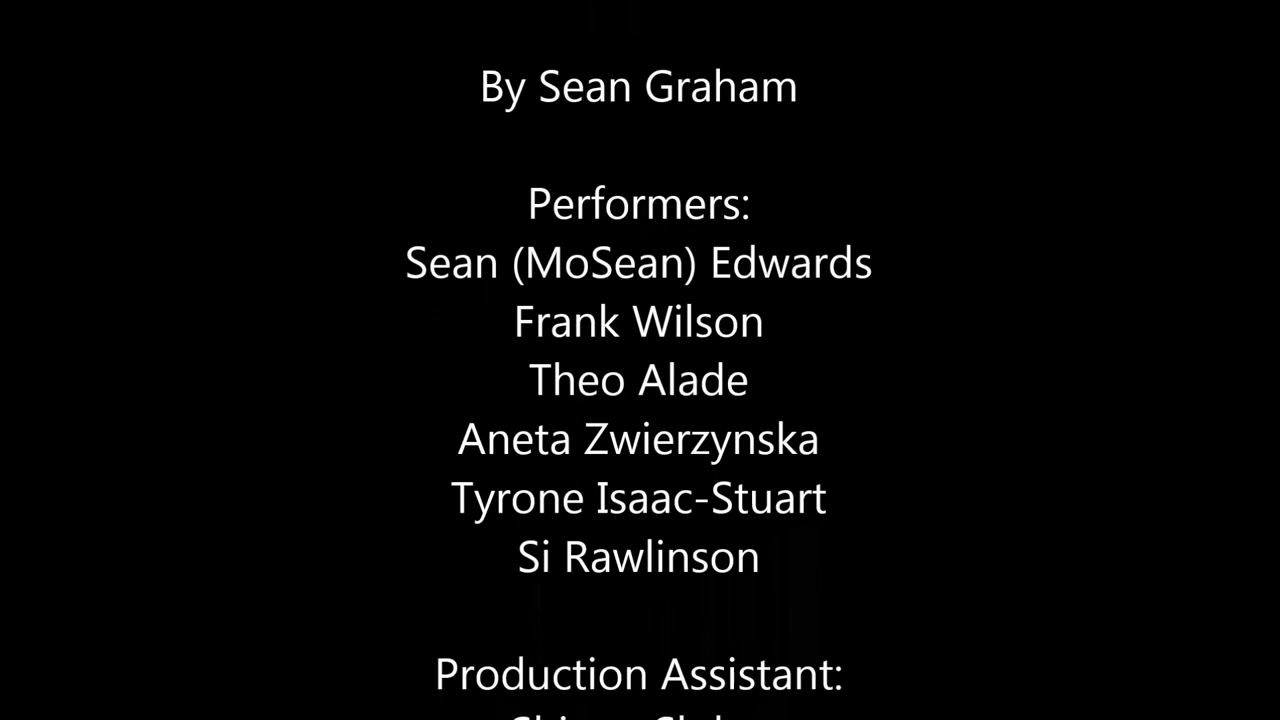 By Sean Graham
Performers:
Sean (MoSean) Edwards
Frank Wilson
Theo Alade
Aneta Zwierzynska
Tyrone Isaac-Stuart
Si Rawlinson
Production Assistant: